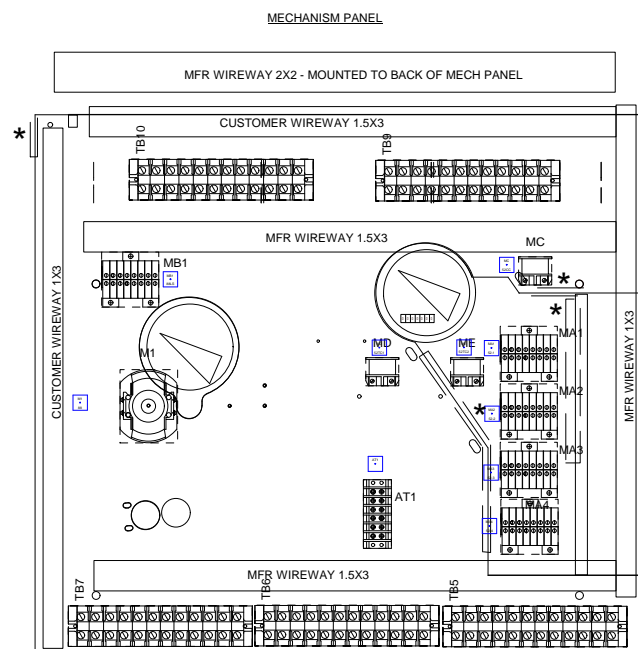 MECHANISM PANEL
MFR WIREWAY 2X2 - MOUNTED TO BACK OF MECH PANEL
*
CUSTOMER WIREWAY 1.5X3
TB10
TB9
MFR WIREWAY 1.5X3
MC
MB1
*
*
MD
ME
MA1
M1
MA2
*
MA3
AT1
MA4
CUSTOMER WIREWAY 1X3
MFR WIREWAY 1X3
MFR WIREWAY 1.5X3
TB7
TB6
TB5